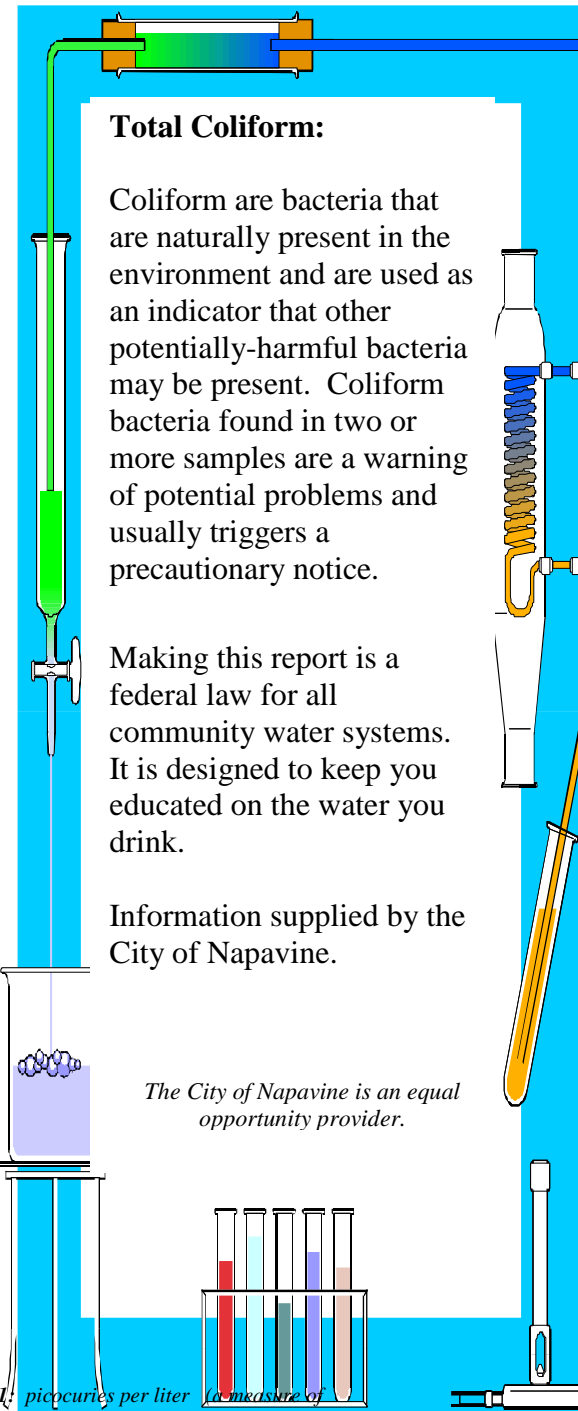 Total Coliform:
Coliform are bacteria that
are naturally present in the
environment and are used as
an indicator that other
potentially-harmful bacteria
may be present. Coliform
bacteria found in two or
more samples are a warning
of potential problems and
usually triggers a
precautionary notice.
Making this report is a
federal law for all
community water systems.
It is designed to keep you
educated on the water you
drink.
Information supplied by the
City of Napavine.
The City of Napavine is an equal
opportunity provider.
: picocuries per liter (a measure of